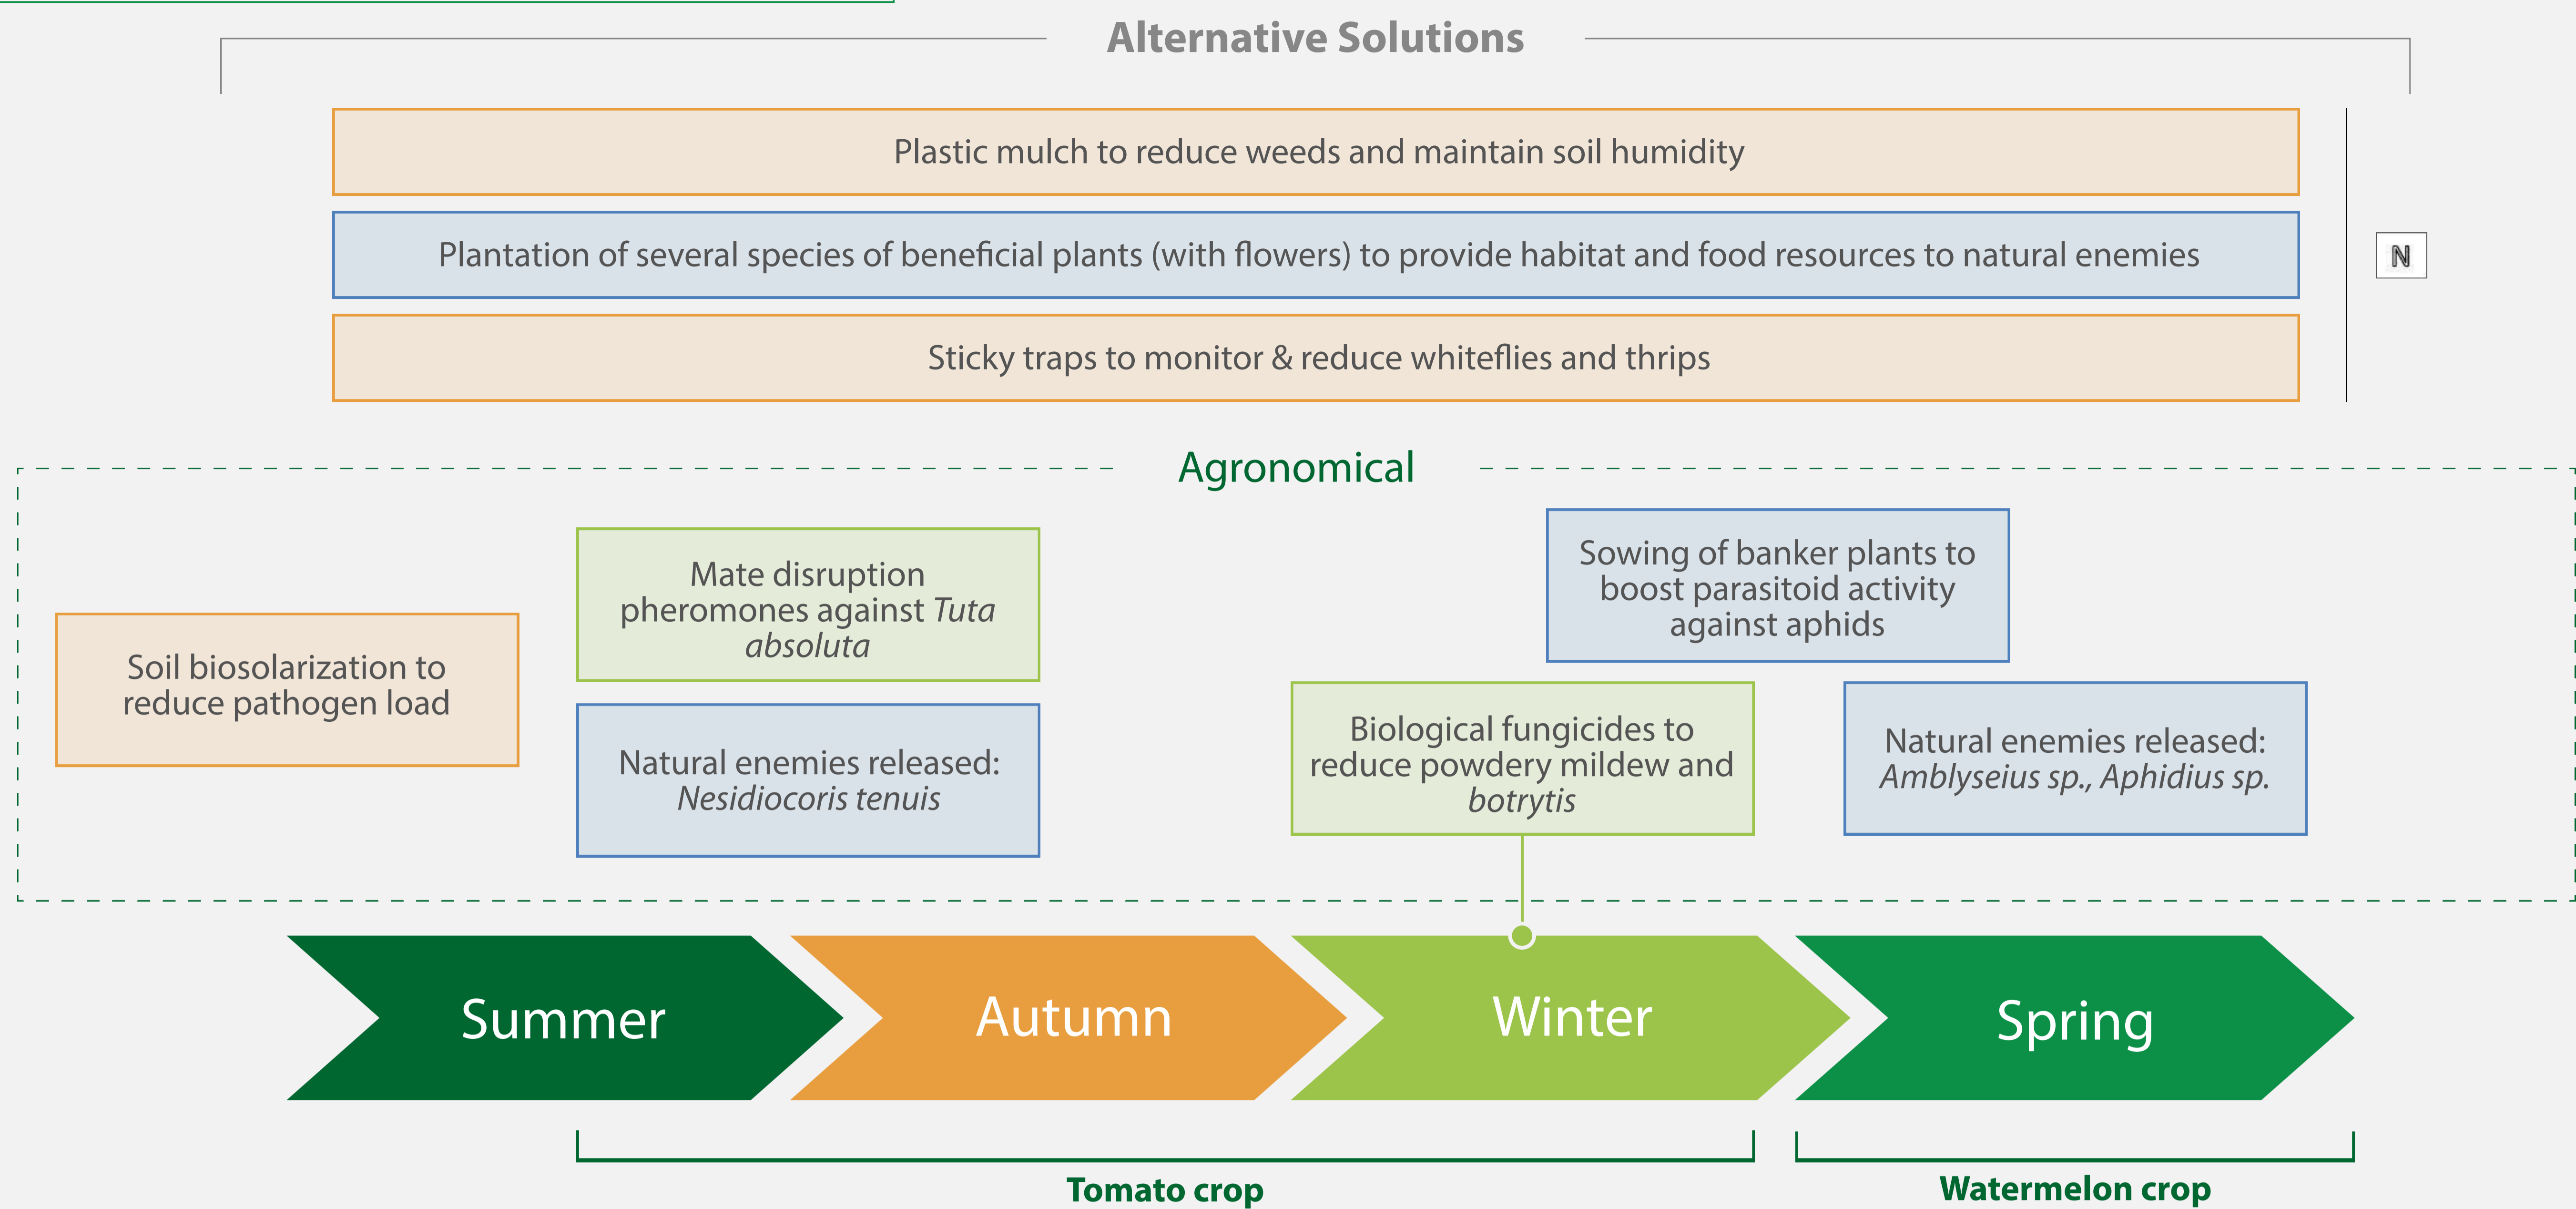 Alternative Solutions
Plastic mulch to reduce weeds and maintain soil humidity
Plantation of several species of beneficial plants (with flowers) to provide habitat and food resources to natural enemies
N
Sticky traps to monitor & reduce whiteflies and thrips
Agronomical
Soil biosolarization to
reduce pathogen load
Mate disruption
pheromones against Tuta
absoluta
Natural enemies released:
Nesidiocoris tenuis
Sowing of banker plants to
boost parasitoid activity
against aphids
Biological fungicides to
reduce powdery mildew and
botrytis
Natural enemies released:
Amblyseius sp., Aphidius sp.
Summer
Autumn
Winter
Spring
Tomato crop
Watermelon crop